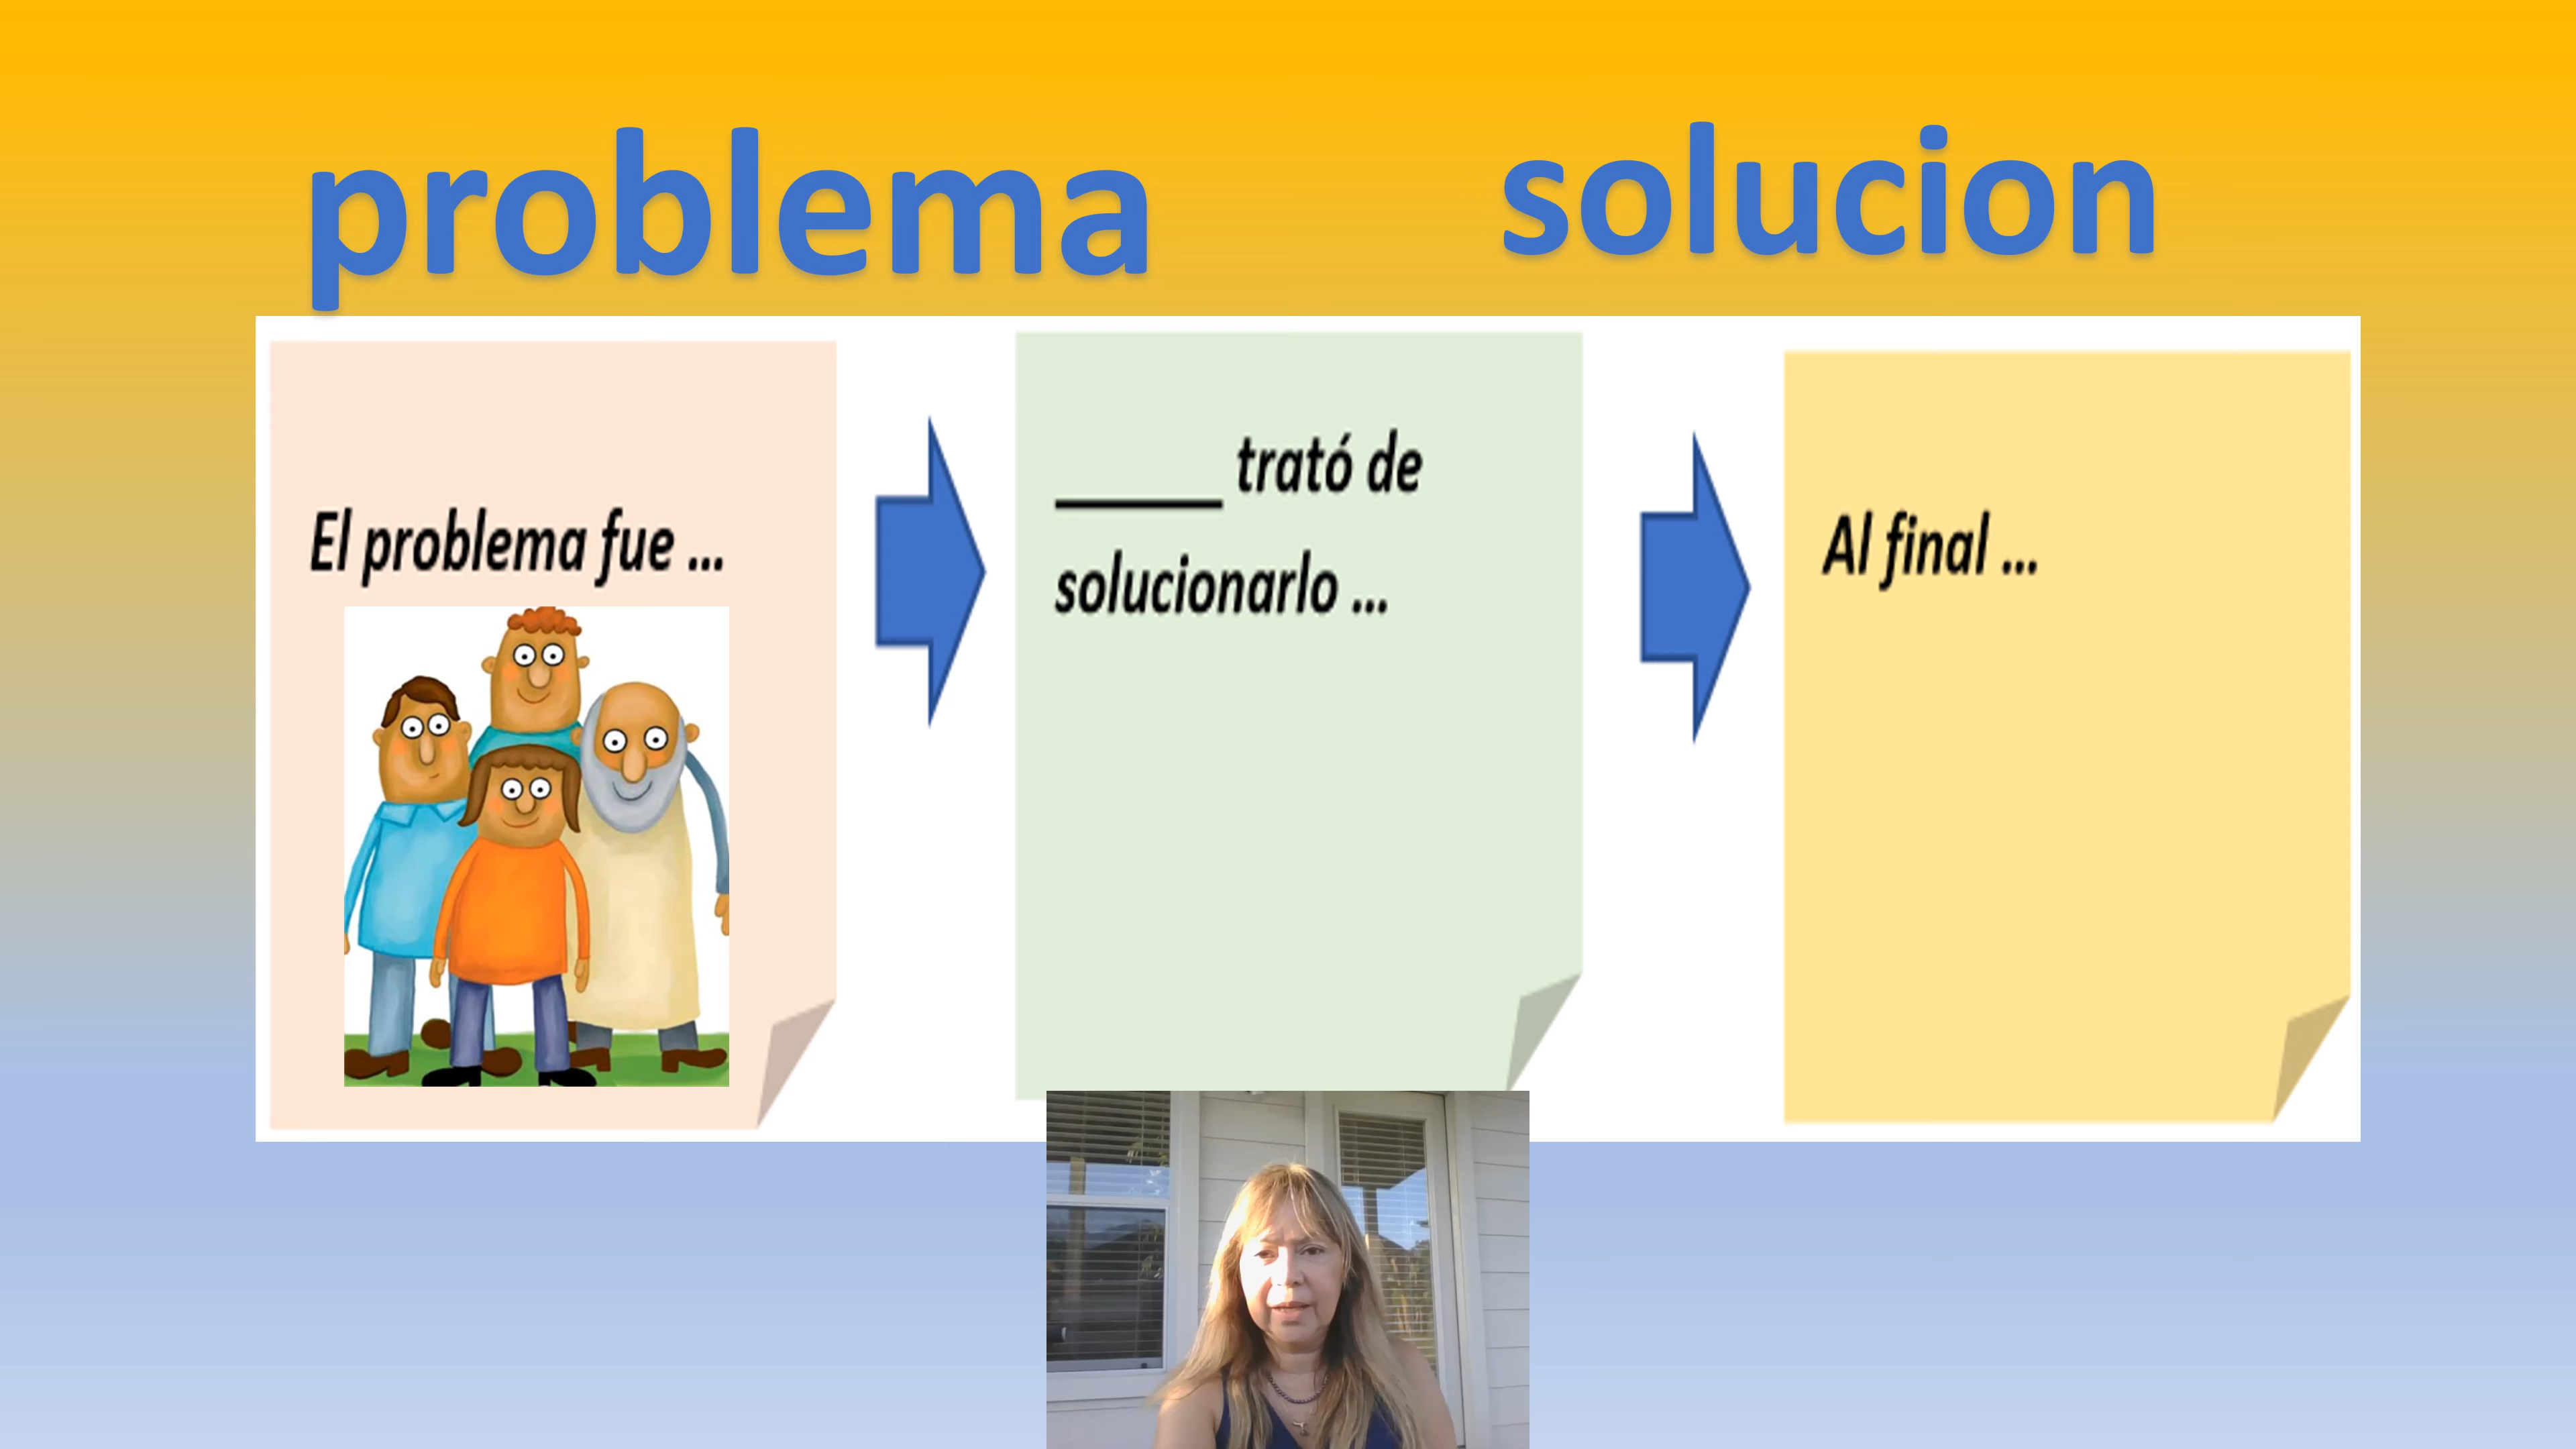 problema
solucion
El problema fue ...
______ trató de
solucionarlo ...
Al final ...